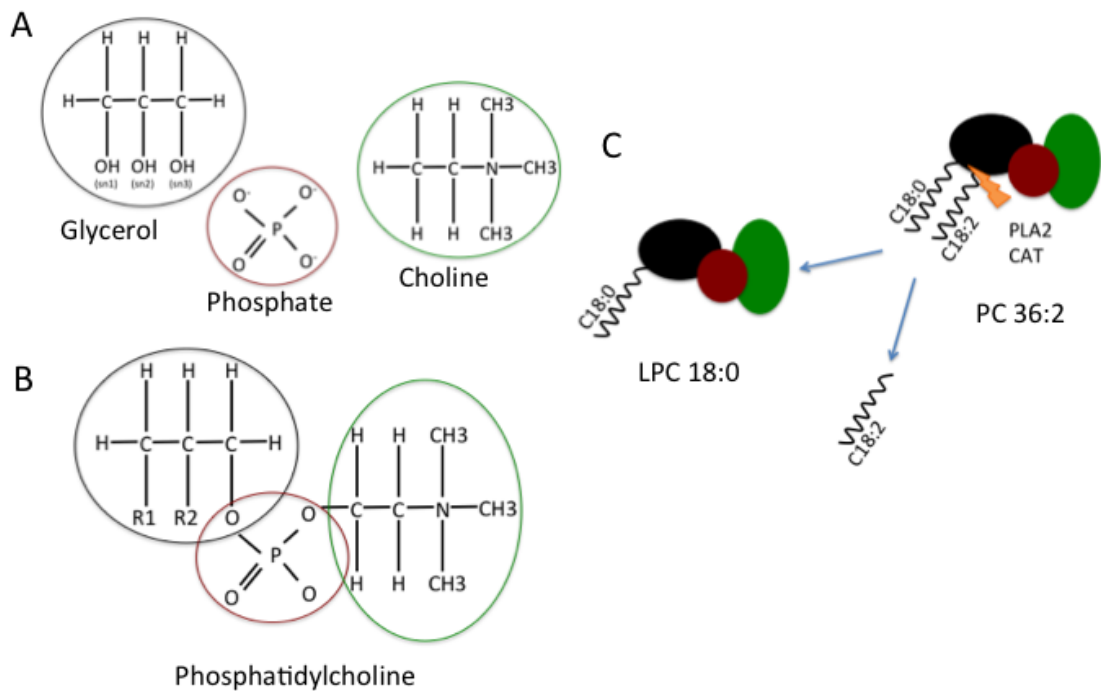 A
H H H
H C C C H
OH OH OH
(sn1) (sn2) (sn3)
Glycerol
O- O-
P
O O-
Phosphate
H H CH3
H C C N CH3
H H CH3
Choline
B
H H H
H C C C H
R1 R2 O
O
P
O O
H H CH3
C C N CH3
H H CH3
Phosphatidylcholine
C
C18:0
C18:2
PLA2
CAT
PC 36:2
C18:0
LPC 18:0
C18:2